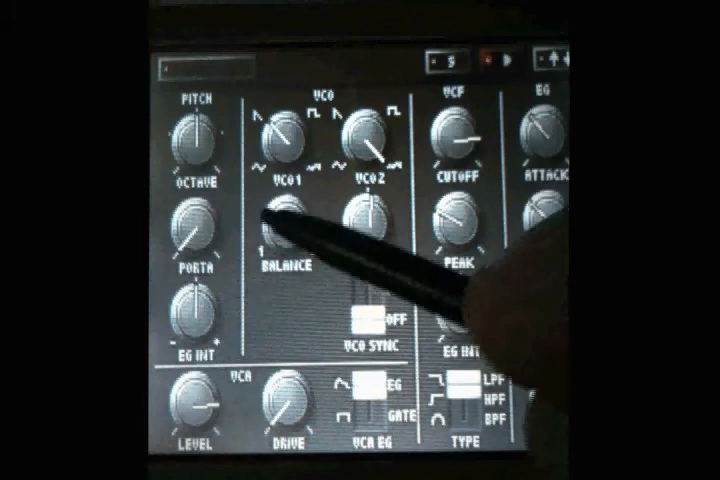 S
PITCH
VCO
VCF
EG
OCTAVE
VCO1
VCO2
CUTOFF
ATTACK
PORTA
1
BALANCE
PEAK
OFF
VCO SYNC
- +
EG INT
EG INT
VCA
EG
LPF
HPF
GATE
BPF
LEVEL
DRIVE
VCA EG
TYPE